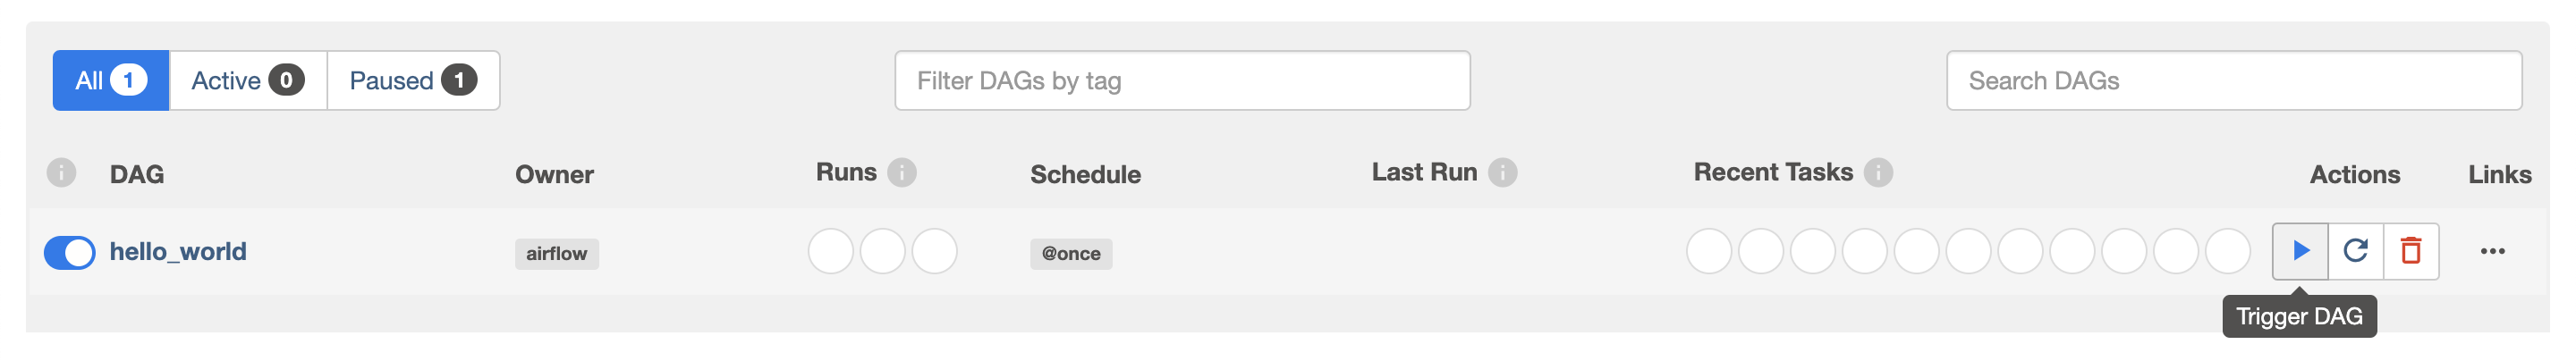 All 1 Active 0 Paused 1 Filter DAGs by tag Search DAGs
i DAG Owner Runs i Schedule Last Run i Recent Tasks i Actions Links
hello_world airflow @once
Trigger DAG